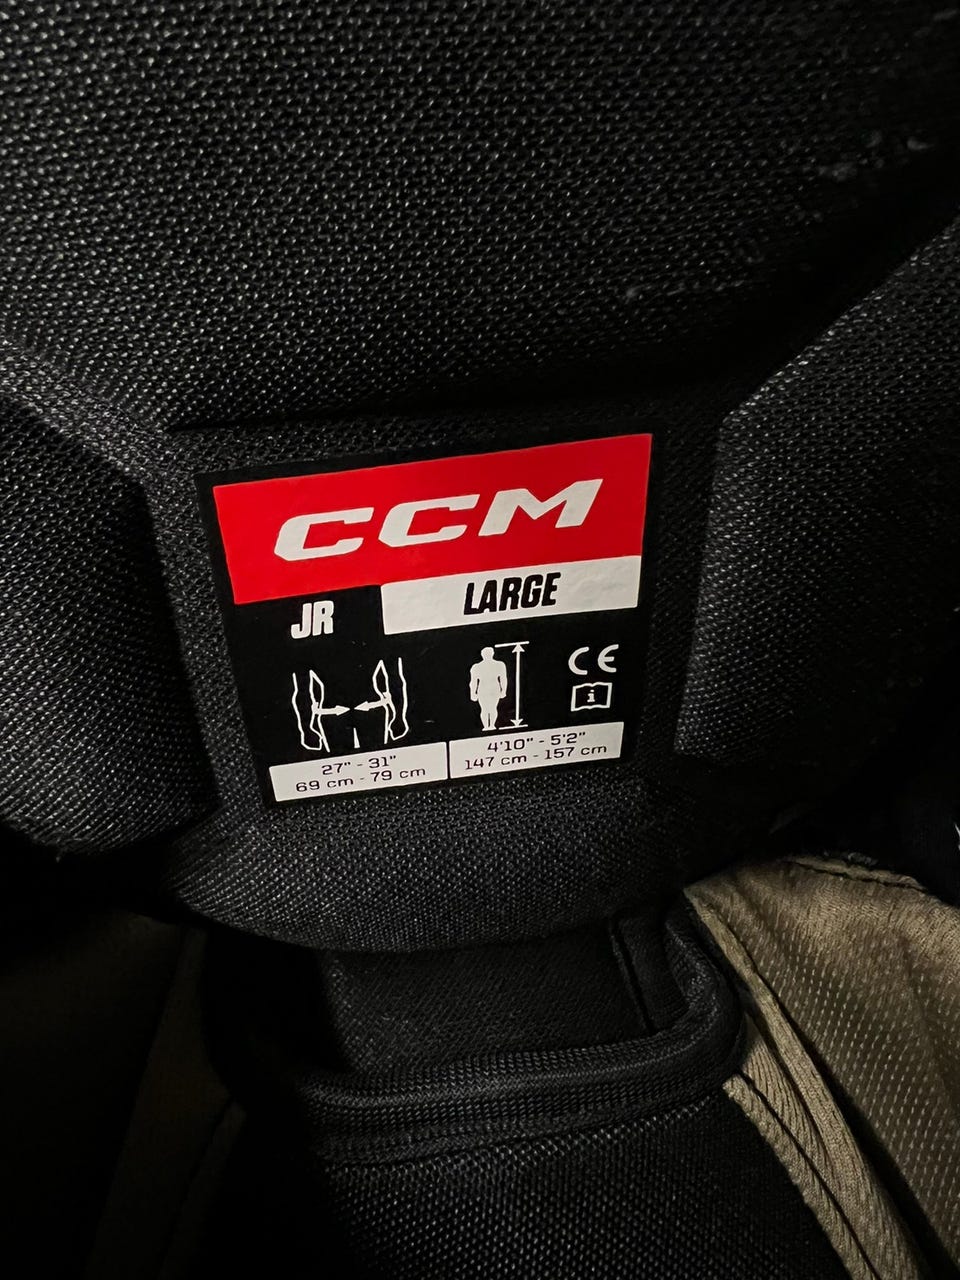 CCM
JR LARGE
CE
i
27" - 31"
69 cm - 79 cm
4'10" - 5'2"
147 cm - 157 cm